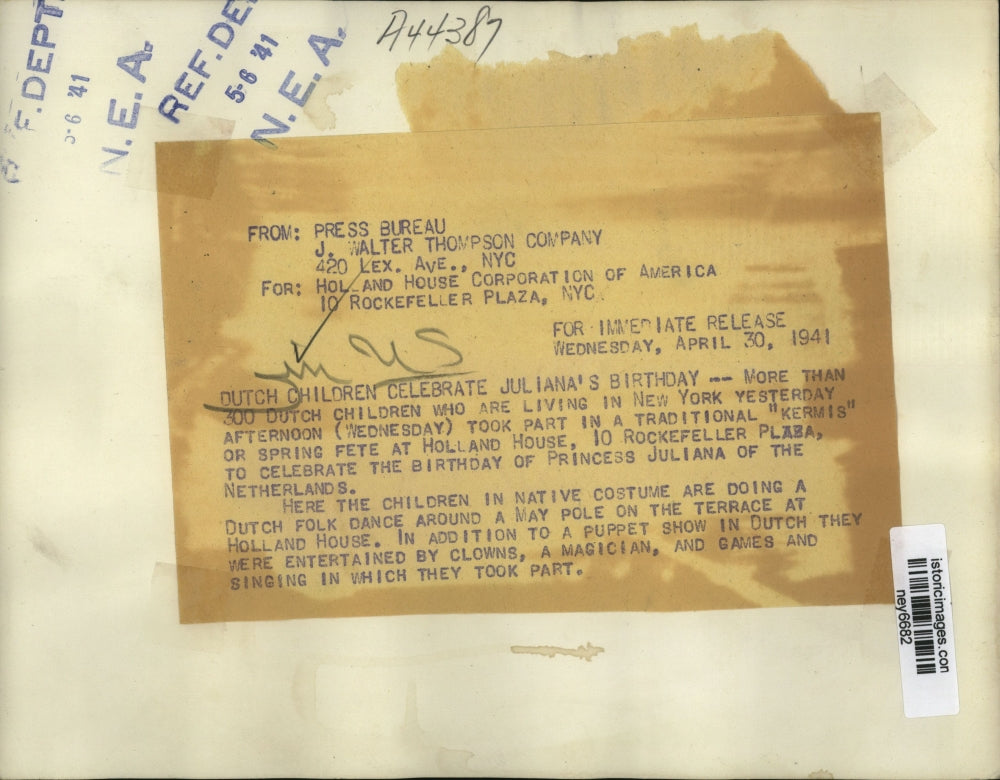 A44387
F. DEPT.
5-6 '41
N.E.A.
REF. DE
5-6 '41
N.E.A.
FROM: PRESS BUREAU
J. WALTER THOMPSON COMPANY
420 LEX. AVE., NYC
FOR: HOLLAND HOUSE CORPORATION OF AMERICA
10 ROCKEFELLER PLAZA, NYC.
FOR IMMEDIATE RELEASE
WEDNESDAY, APRIL 30, 1941
in US
DUTCH CHILDREN CELEBRATE JULIANA'S BIRTHDAY -- MORE THAN
300 DUTCH CHILDREN WHO ARE LIVING IN NEW YORK YESTERDAY
AFTERNOON (WEDNESDAY) TOOK PART IN A TRADITIONAL "KERMIS"
OR SPRING FETE AT HOLLAND HOUSE, 10 ROCKEFELLER PLAZA,
TO CELEBRATE THE BIRTHDAY OF PRINCESS JULIANA OF THE
NETHERLANDS.
HERE THE CHILDREN IN NATIVE COSTUME ARE DOING A
DUTCH FOLK DANCE AROUND A MAY POLE ON THE TERRACE AT
HOLLAND HOUSE. IN ADDITION TO A PUPPET SHOW IN DUTCH THEY
WERE ENTERTAINED BY CLOWNS, A MAGICIAN, AND GAMES AND
SINGING IN WHICH THEY TOOK PART.
istoricimages.con
ney6682